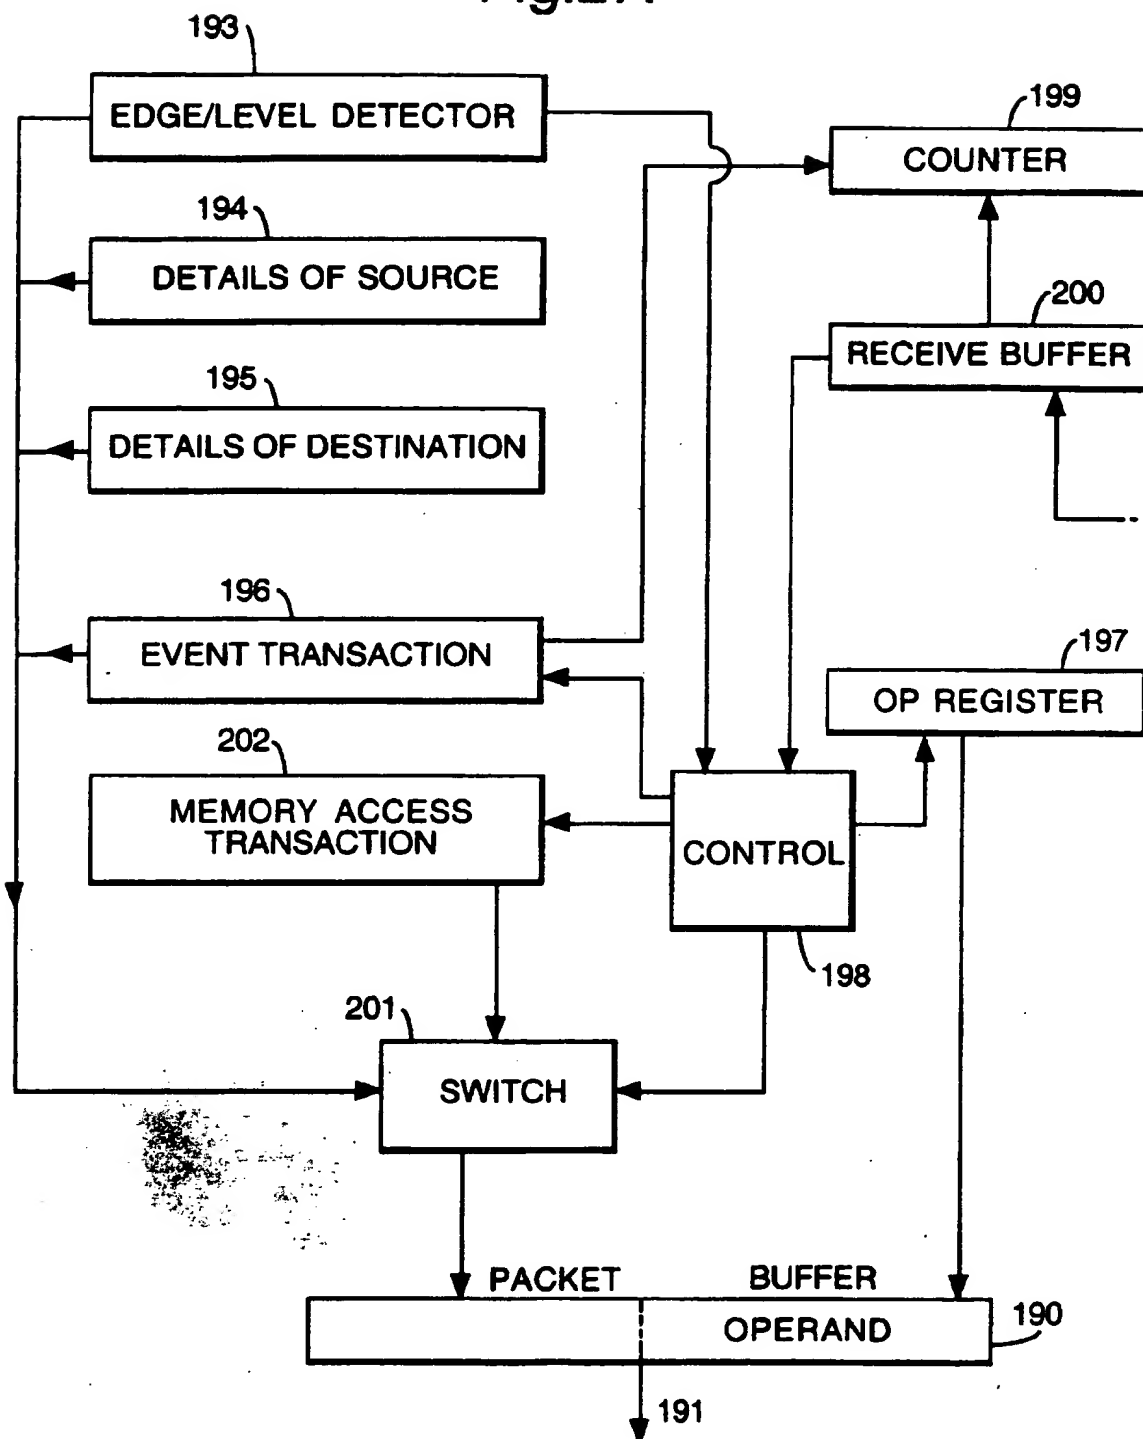 193
EDGE/LEVEL DETECTOR
199
COUNTER
194
DETAILS OF SOURCE
200
RECEIVE BUFFER
195
DETAILS OF DESTINATION
196
EVENT TRANSACTION
197
OP REGISTER
202
MEMORY ACCESS
TRANSACTION
CONTROL
198
201
SWITCH
PACKET BUFFER
OPERAND
190
191